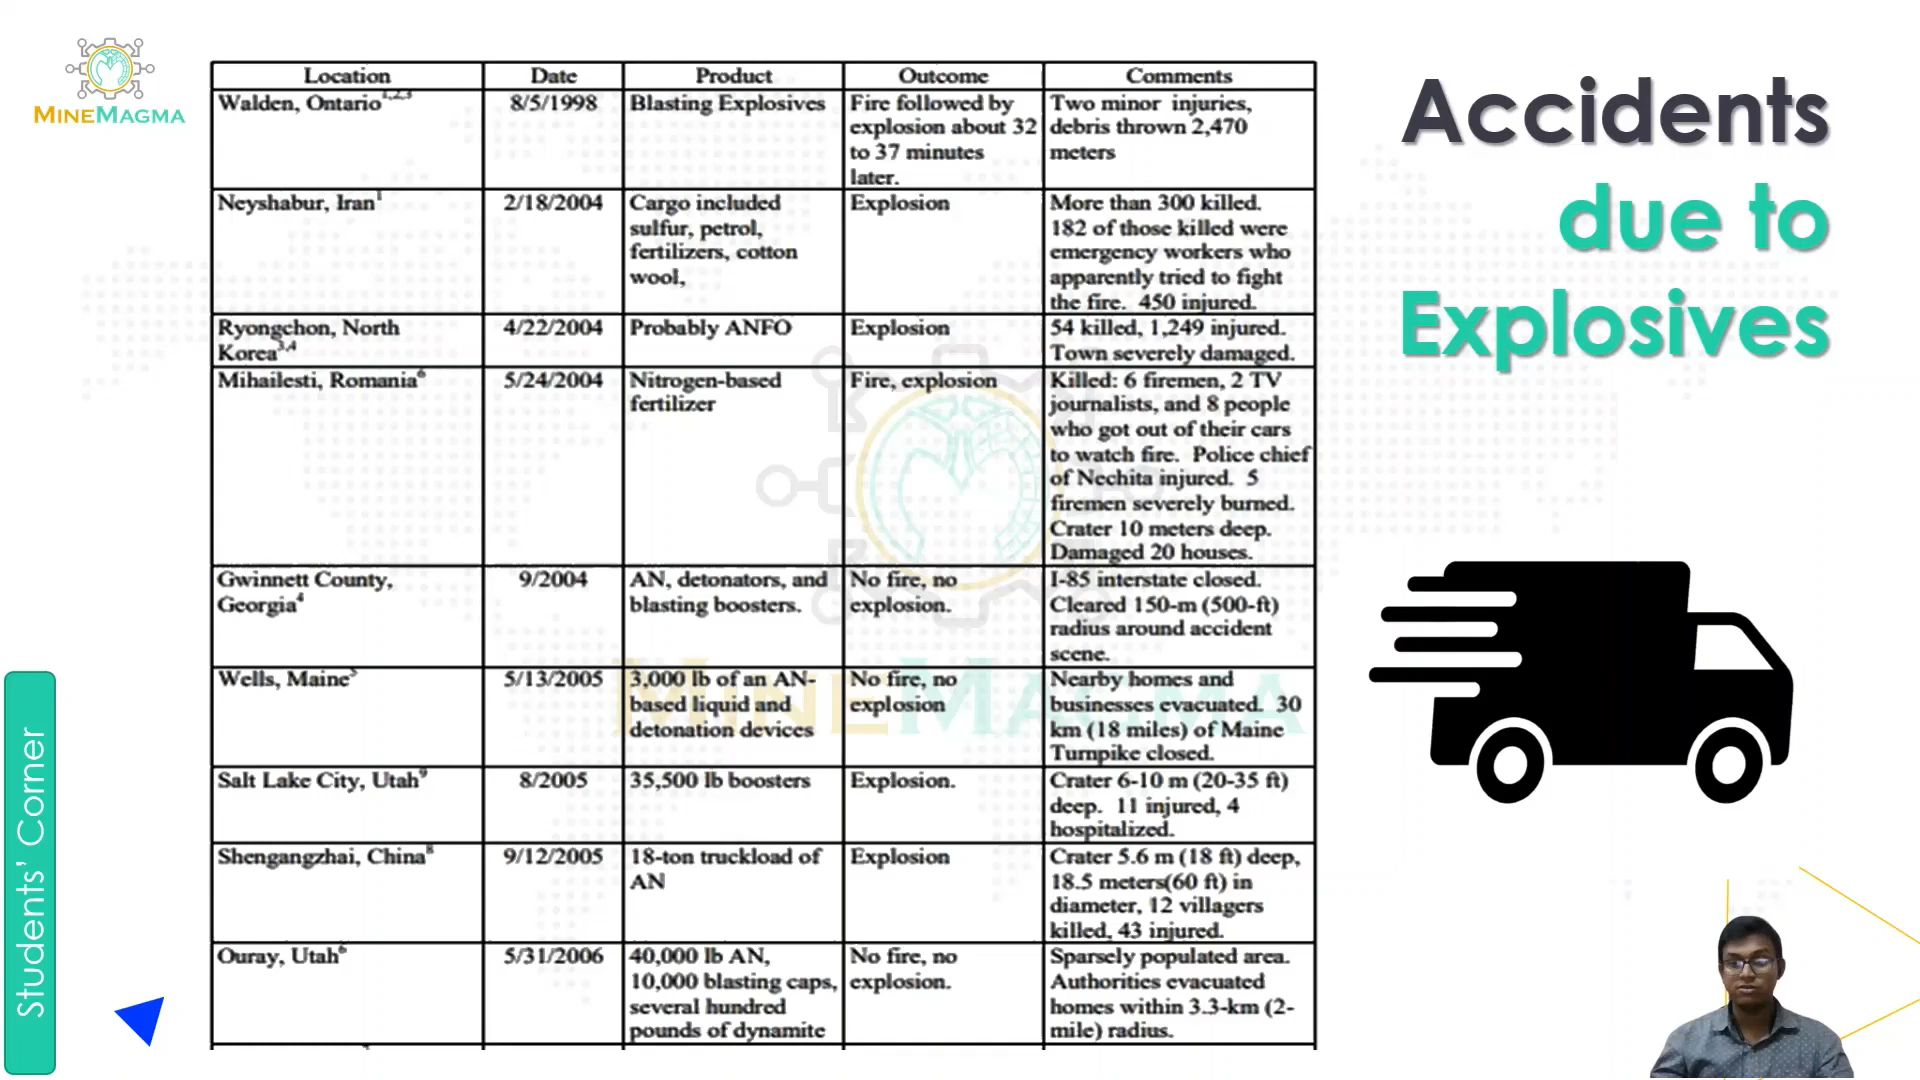 MINEMAGMA
Accidents
due to
Explosives
Location Date Product Outcome Comments
Walden, Ontario1,2,3 8/5/1998 Blasting Explosives Fire followed by Two minor injuries,
explosion about 32 debris thrown 2,470
to 37 minutes meters
later.
Neyshabur, Iran1 2/18/2004 Cargo included Explosion More than 300 killed.
sulfur, petrol, 182 of those killed were
fertilizers, cotton emergency workers who
wool, apparently tried to fight
the fire. 450 injured.
Ryongchon, North 4/22/2004 Probably ANFO Explosion 54 killed, 1,249 injured.
Korea3,4 Town severely damaged.
Mihailesti, Romania6 5/24/2004 Nitrogen-based Fire, explosion Killed: 6 firemen, 2 TV
fertilizer journalists, and 8 people
who got out of their cars
to watch fire. Police chief
of Nechita injured. 5
firemen severely burned.
Crater 10 meters deep.
Damaged 20 houses.
Gwinnett County, 9/2004 AN, detonators, and No fire, no I-85 interstate closed.
Georgia4 blasting boosters. explosion. Cleared 150-m (500-ft)
radius around accident
scene.
Wells, Maine5 5/13/2005 3,000 lb of an AN- No fire, no Nearby homes and
based liquid and explosion businesses evacuated. 30
detonation devices km (18 miles) of Maine
Turnpike closed.
Salt Lake City, Utah9 8/2005 35,500 lb boosters Explosion. Crater 6-10 m (20-35 ft)
deep. 11 injured, 4
hospitalized.
Shengangzhai, China8 9/12/2005 18-ton truckload of Explosion Crater 5.6 m (18 ft) deep,
AN 18.5 meters(60 ft) in
diameter, 12 villagers
killed, 43 injured.
Ouray, Utah6 5/31/2006 40,000 lb AN, No fire, no Sparsely populated area.
10,000 blasting caps, explosion. Authorities evacuated
several hundred homes within 3.3-km (2-
pounds of dynamite mile) radius.
MINEMAGMA
Students' Corner